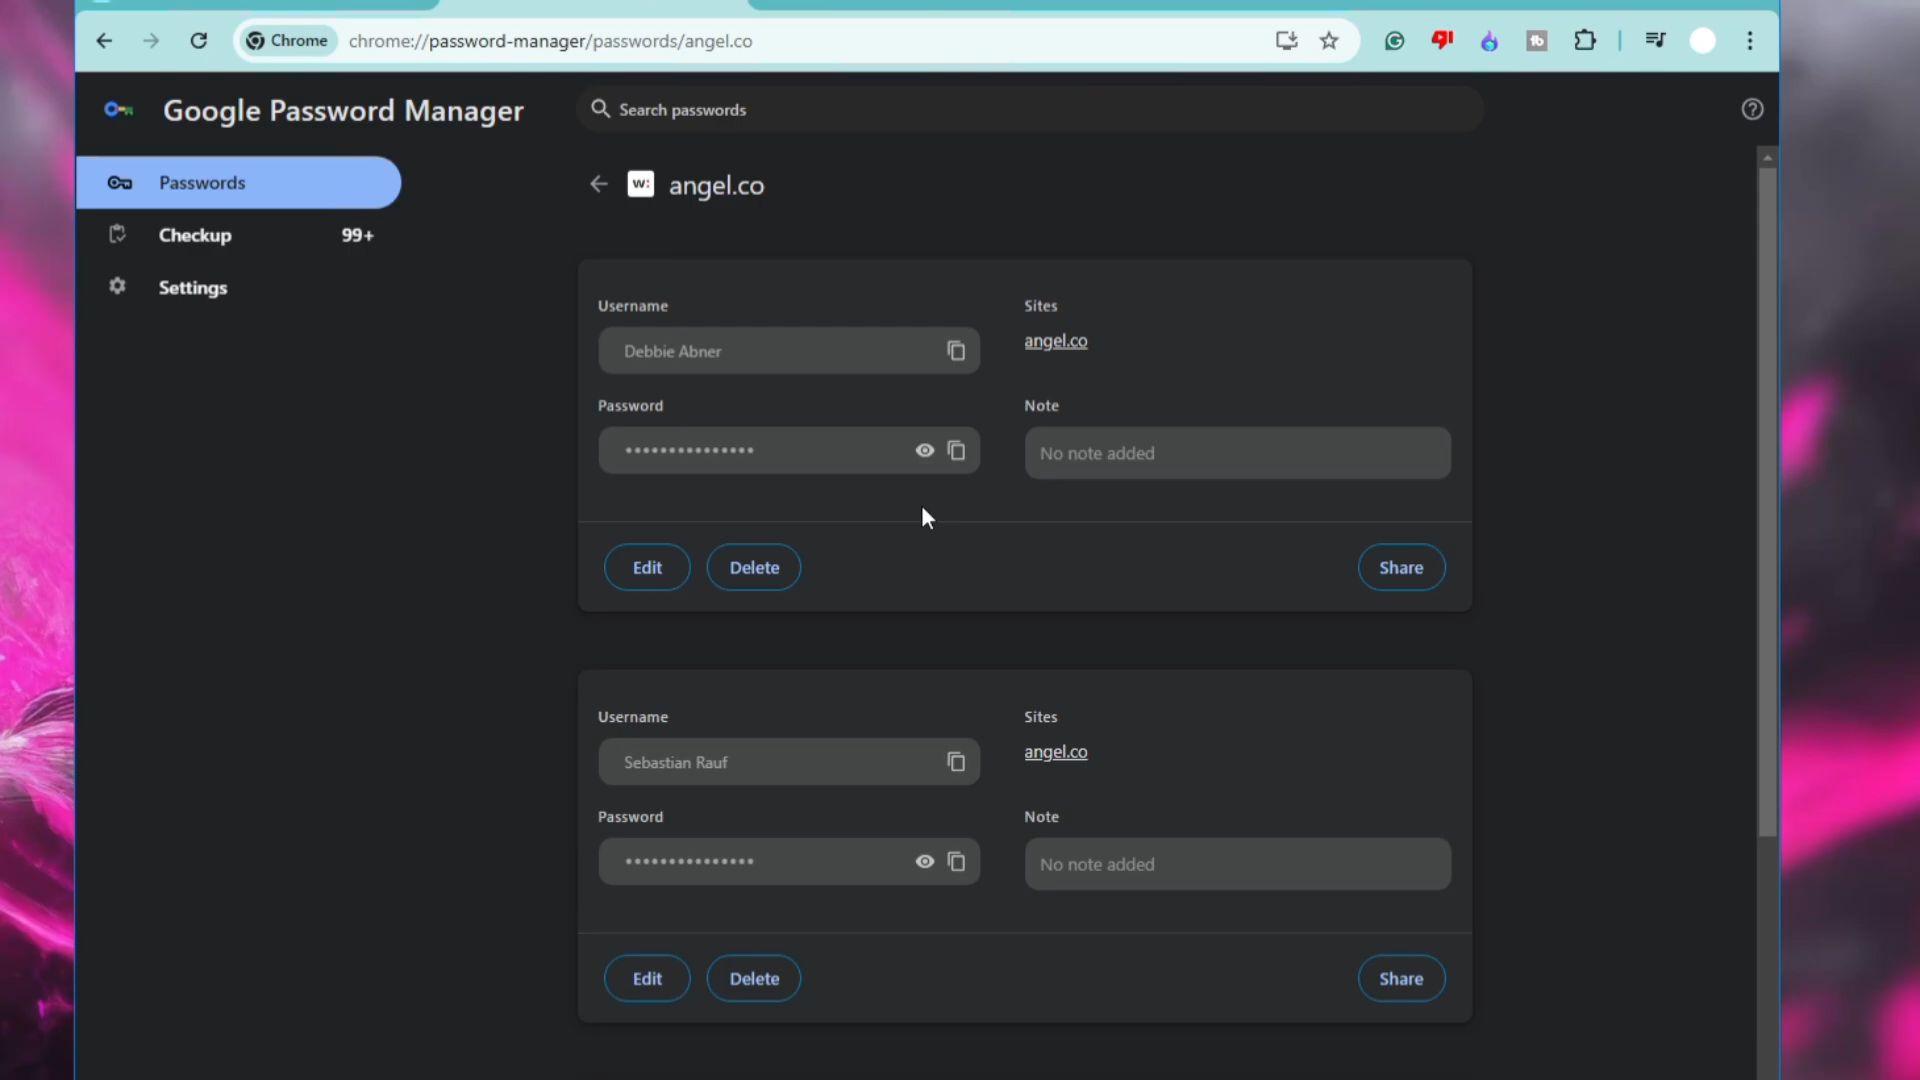 Chrome chrome://password-manager/passwords/angel.co
tb
Google Password Manager
Search passwords
Passwords
Checkup 99+
Settings
w: angel.co
Username
Sites
Debbie Abner
angel.co
Password
Note
•••••••••••••••
No note added
Edit
Delete
Share
Username
Sites
Sebastian Rauf
angel.co
Password
Note
•••••••••••••••
No note added
Edit
Delete
Share